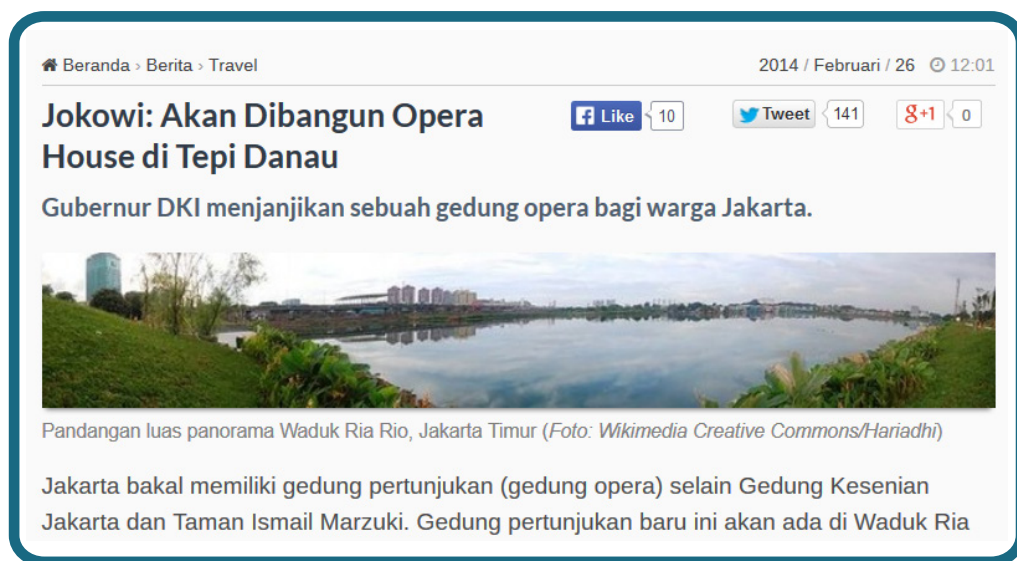 Beranda › Berita › Travel
2014 / Februari / 26 12:01
Jokowi: Akan Dibangun Opera
House di Tepi Danau
Like 10
Tweet 141
g+1 0
Gubernur DKI menjanjikan sebuah gedung opera bagi warga Jakarta.
Pandangan luas panorama Waduk Ria Rio, Jakarta Timur (Foto: Wikimedia Creative Commons/Hariadhi)
Jakarta bakal memiliki gedung pertunjukan (gedung opera) selain Gedung Kesenian
Jakarta dan Taman Ismail Marzuki. Gedung pertunjukan baru ini akan ada di Waduk Ria